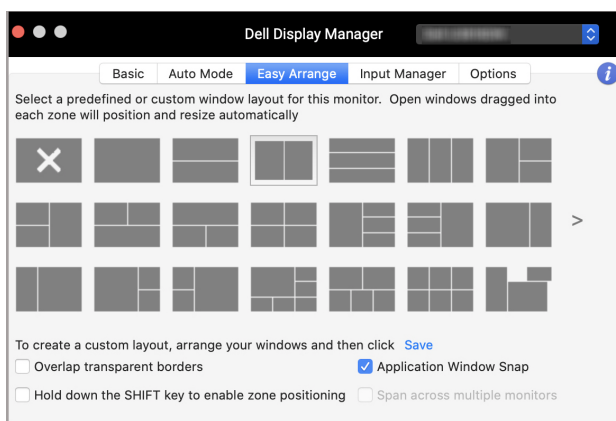 Dell Display Manager
Basic Auto Mode Easy Arrange Input Manager Options i
Select a predefined or custom window layout for this monitor. Open windows dragged into
each zone will position and resize automatically
>
To create a custom layout, arrange your windows and then click Save
Overlap transparent borders Application Window Snap
Hold down the SHIFT key to enable zone positioning Span across multiple monitors